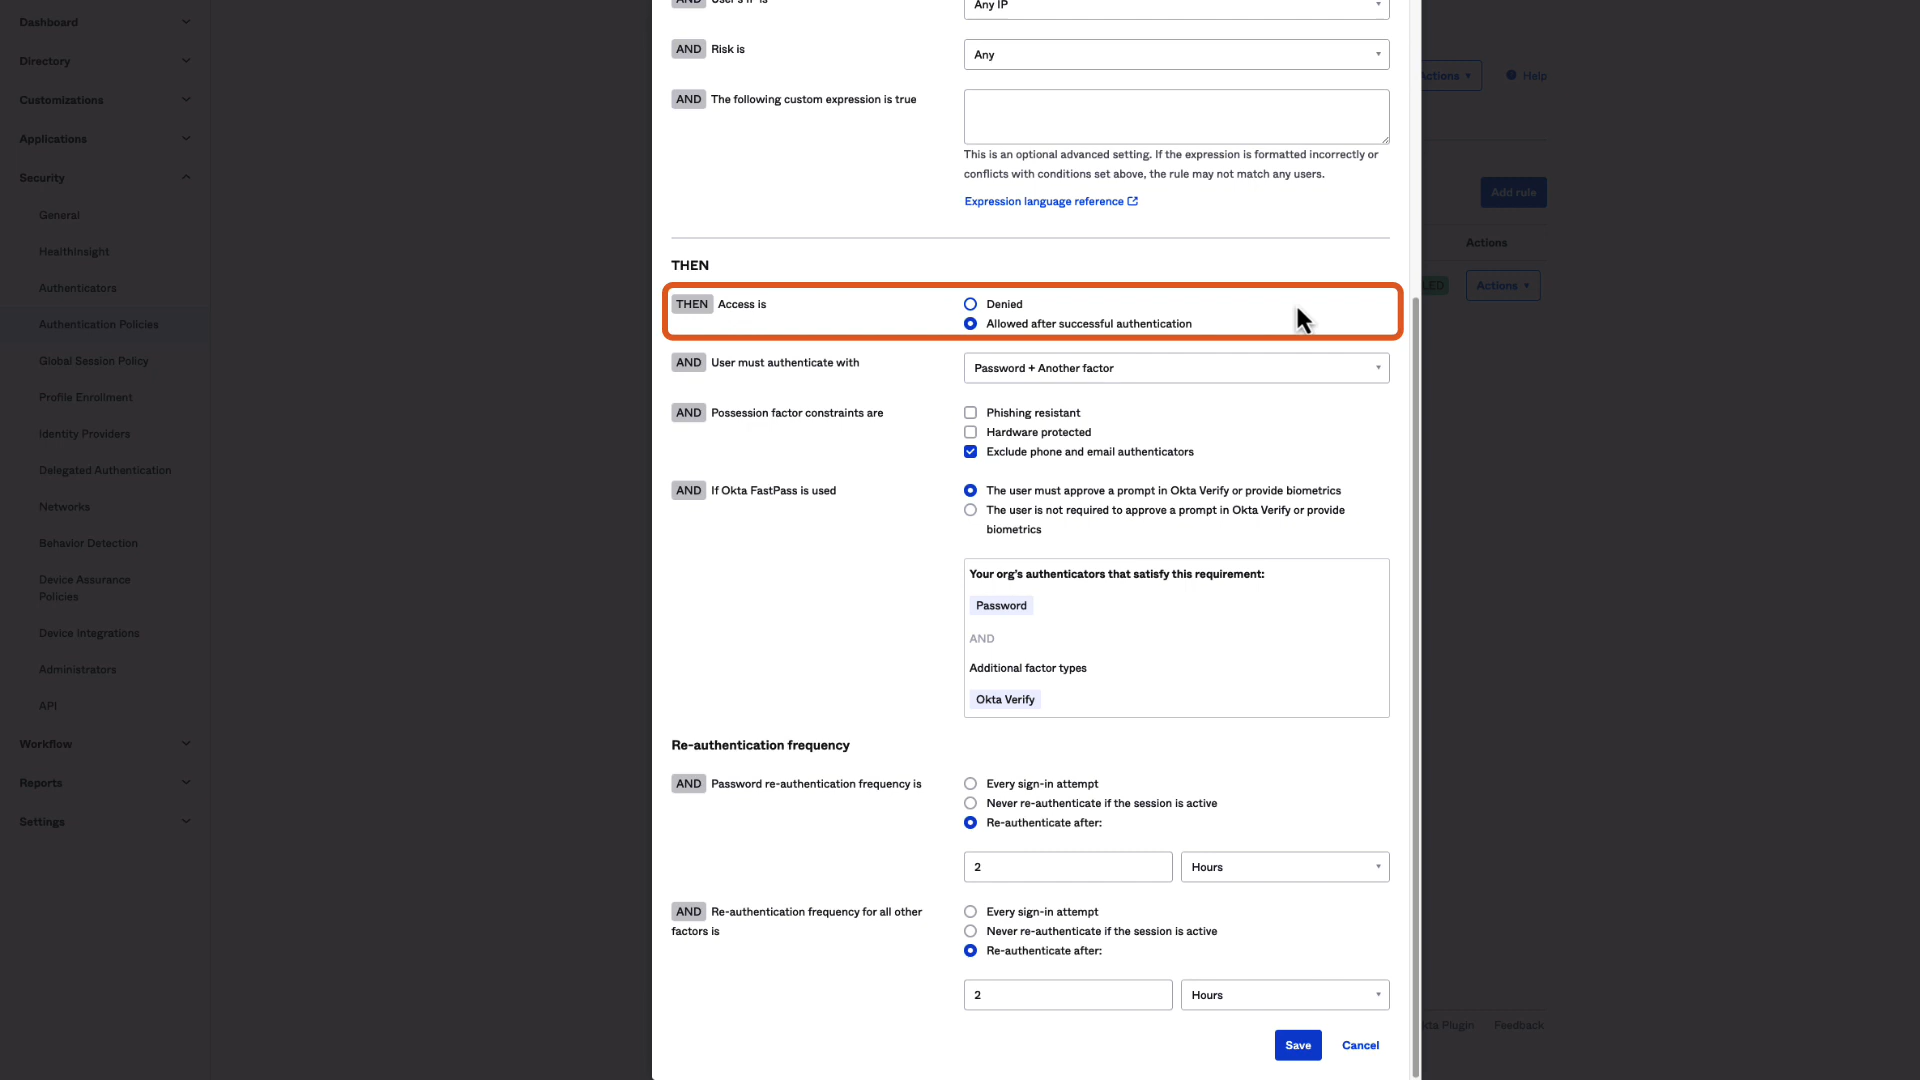 Dashboard
Directory
Customizations
Applications
Security
General
HealthInsight
Authenticators
Authentication Policies
Global Session Policy
Profile Enrollment
Identity Providers
Delegated Authentication
Networks
Behavior Detection
Device Assurance
Policies
Device Integrations
Administrators
API
Workflow
Reports
Settings
Any IP
AND Risk is
Any
AND The following custom expression is true
This is an optional advanced setting. If the expression is formatted incorrectly or
conflicts with conditions set above, the rule may not match any users.
Expression language reference
THEN
THEN Access is
Denied
Allowed after successful authentication
AND User must authenticate with
Password + Another factor
AND Possession factor constraints are
Phishing resistant
Hardware protected
Exclude phone and email authenticators
AND If Okta FastPass is used
The user must approve a prompt in Okta Verify or provide biometrics
The user is not required to approve a prompt in Okta Verify or provide
biometrics
Your org's authenticators that satisfy this requirement:
Password
AND
Additional factor types
Okta Verify
Re-authentication frequency
AND Password re-authentication frequency is
Every sign-in attempt
Never re-authenticate if the session is active
Re-authenticate after:
2
Hours
AND Re-authentication frequency for all other
factors is
Every sign-in attempt
Never re-authenticate if the session is active
Re-authenticate after:
2
Hours
Save
Cancel
Help
Add rule
Actions
Actions
Plugin
Feedback